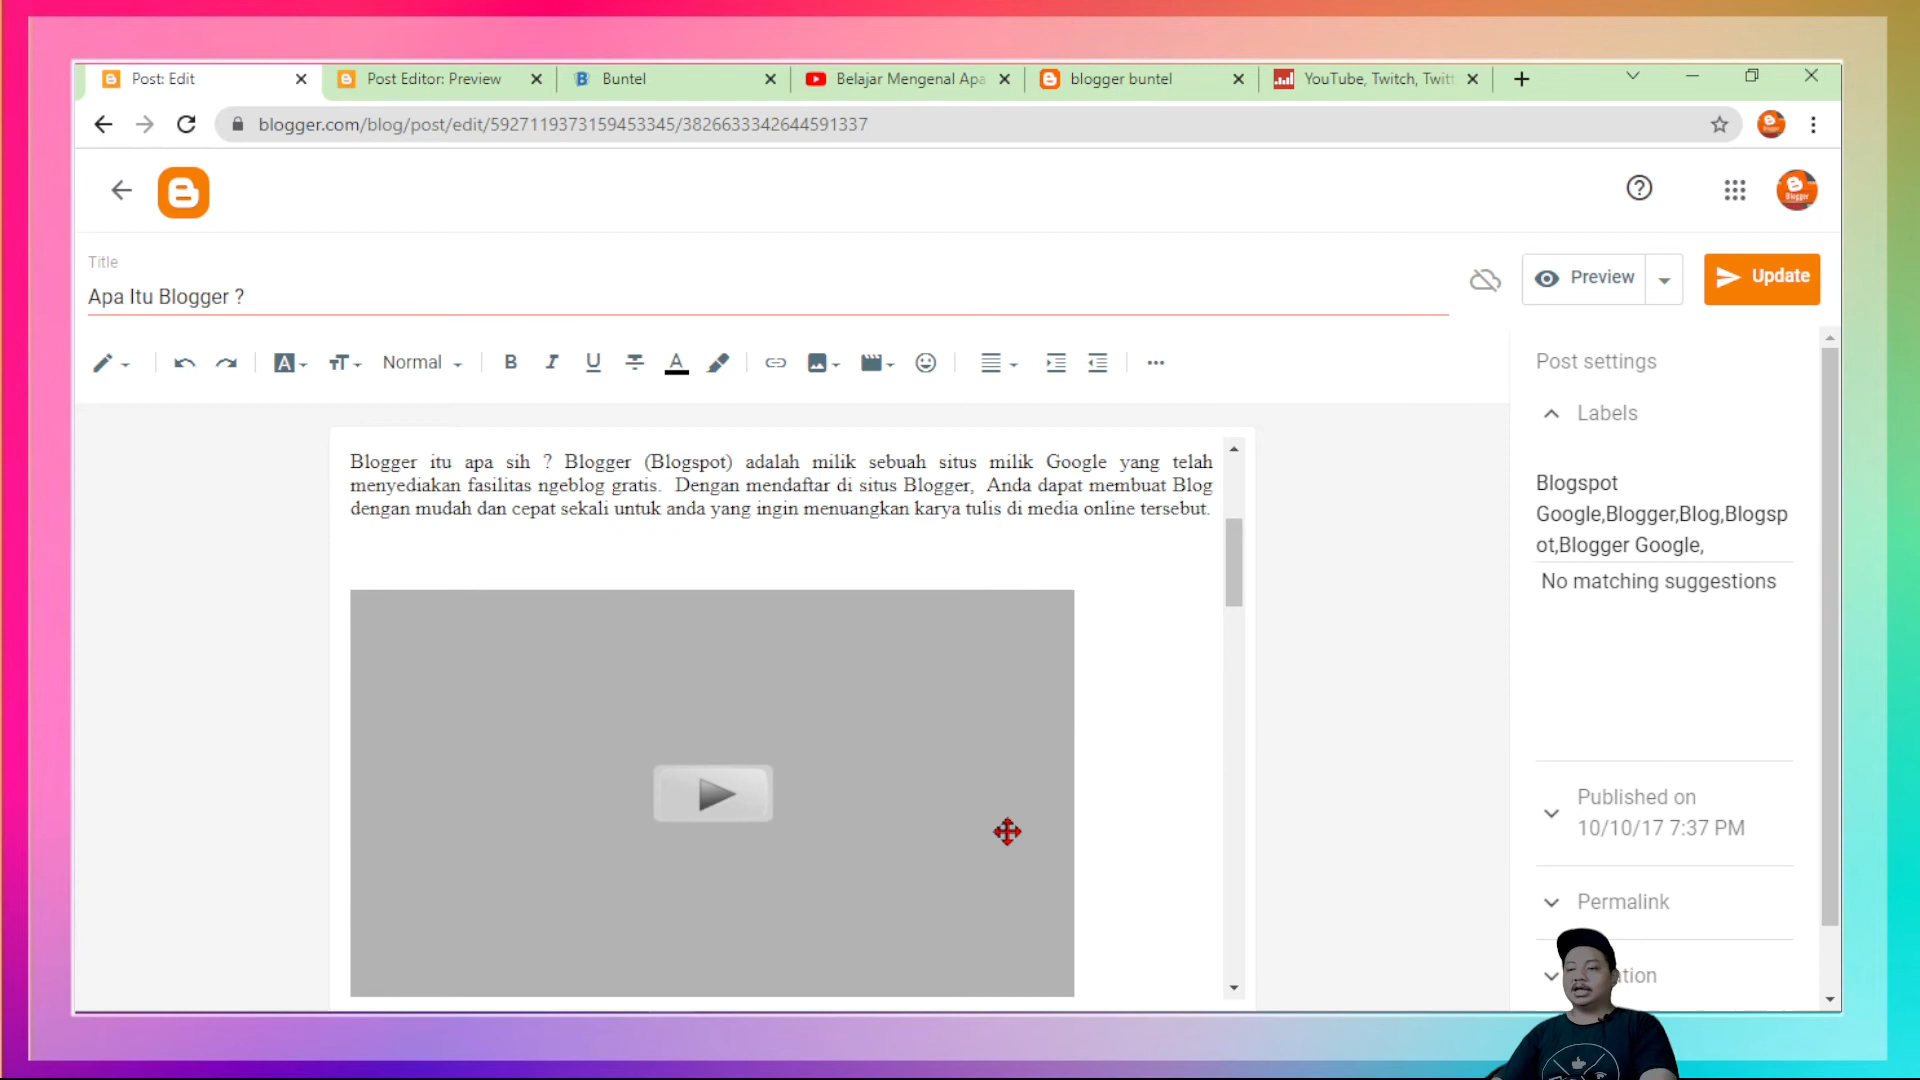 Post: Edit
Post Editor: Preview
Buntel
Belajar Mengenal Apa
blogger buntel
YouTube, Twitch, Twitt
blogger.com/blog/post/edit/5927119373159453345/3826633342644591337
Title
Apa Itu Blogger ?
Preview
Update
Normal
Post settings
Labels
Blogspot
Google,Blogger,Blog,Blogsp
ot,Blogger Google,
No matching suggestions
Blogger itu apa sih ? Blogger (Blogspot) adalah milik sebuah situs milik Google yang telah
menyediakan fasilitas ngeblog gratis. Dengan mendaftar di situs Blogger, Anda dapat membuat Blog
dengan mudah dan cepat sekali untuk anda yang ingin menuangkan karya tulis di media online tersebut.
Published on
10/10/17 7:37 PM
Permalink